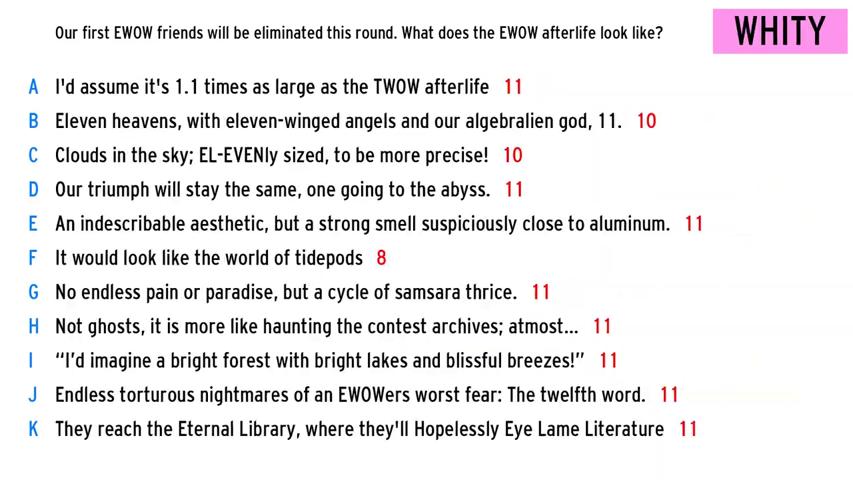 Our first EWOW friends will be eliminated this round. What does the EWOW afterlife look like?
WHITY
A I'd assume it's 1.1 times as large as the TWOW afterlife 11
B Eleven heavens, with eleven-winged angels and our algebralien god, 11. 10
C Clouds in the sky; EL-EVENly sized, to be more precise! 10
D Our triumph will stay the same, one going to the abyss. 11
E An indescribable aesthetic, but a strong smell suspiciously close to aluminum. 11
F It would look like the world of tidepods 8
G No endless pain or paradise, but a cycle of samsara thrice. 11
H Not ghosts, it is more like haunting the contest archives; atmost... 11
I “I’d imagine a bright forest with bright lakes and blissful breezes!” 11
J Endless torturous nightmares of an EWOWers worst fear: The twelfth word. 11
K They reach the Eternal Library, where they'll Hopelessly Eye Lame Literature 11